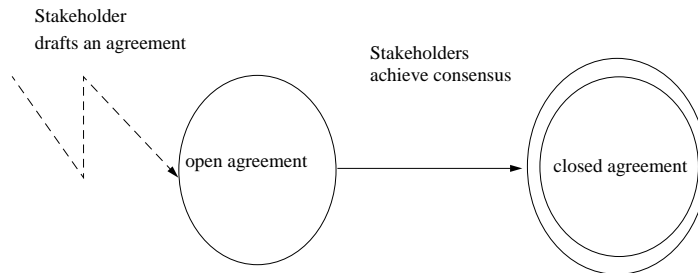 Stakeholder
drafts an agreement
Stakeholders
achieve consensus
open agreement
closed agreement